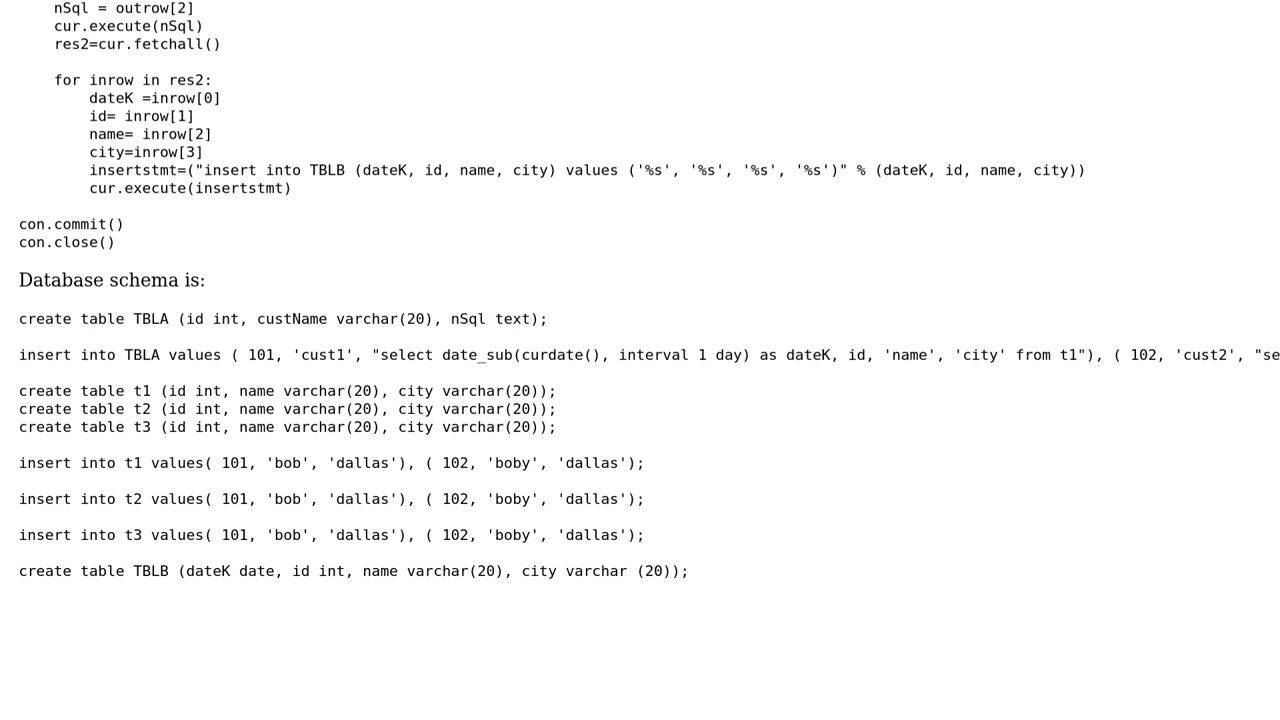 nSql = outrow[2]
cur.execute(nSql)
res2=cur.fetchall()
for inrow in res2:
dateK =inrow[0]
id= inrow[1]
name= inrow[2]
city=inrow[3]
insertstmt=("insert into TBLB (dateK, id, name, city) values ('%s', '%s', '%s', '%s')" % (dateK, id, name, city))
cur.execute(insertstmt)
con.commit()
con.close()
Database schema is:
create table TBLA (id int, custName varchar(20), nSql text);
insert into TBLA values ( 101, 'cust1', "select date_sub(curdate(), interval 1 day) as dateK, id, 'name', 'city' from t1"), ( 102, 'cust2', "se
create table t1 (id int, name varchar(20), city varchar(20));
create table t2 (id int, name varchar(20), city varchar(20));
create table t3 (id int, name varchar(20), city varchar(20));
insert into t1 values( 101, 'bob', 'dallas'), ( 102, 'boby', 'dallas');
insert into t2 values( 101, 'bob', 'dallas'), ( 102, 'boby', 'dallas');
insert into t3 values( 101, 'bob', 'dallas'), ( 102, 'boby', 'dallas');
create table TBLB (dateK date, id int, name varchar(20), city varchar (20));